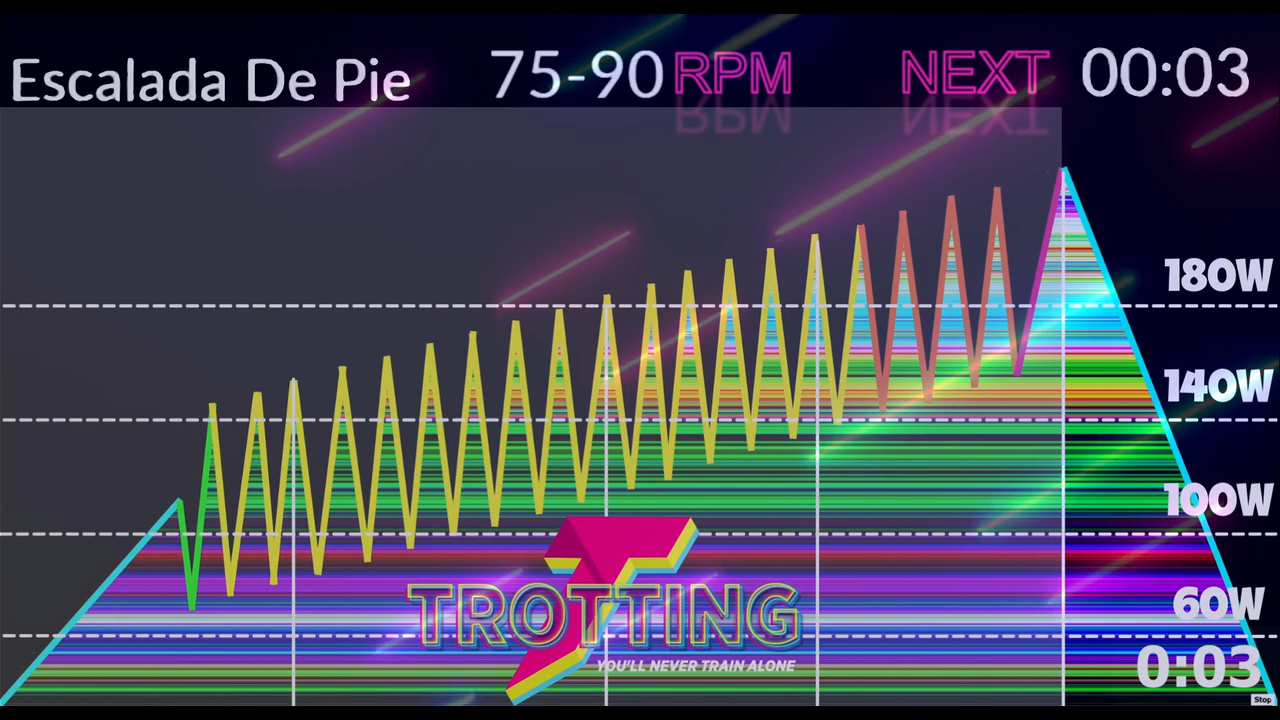 Escalada De Pie
75-90 RPM
NEXT 00:03
180W
140W
100W
60W
TROTTING
YOU'LL NEVER TRAIN ALONE
0:03
Stop